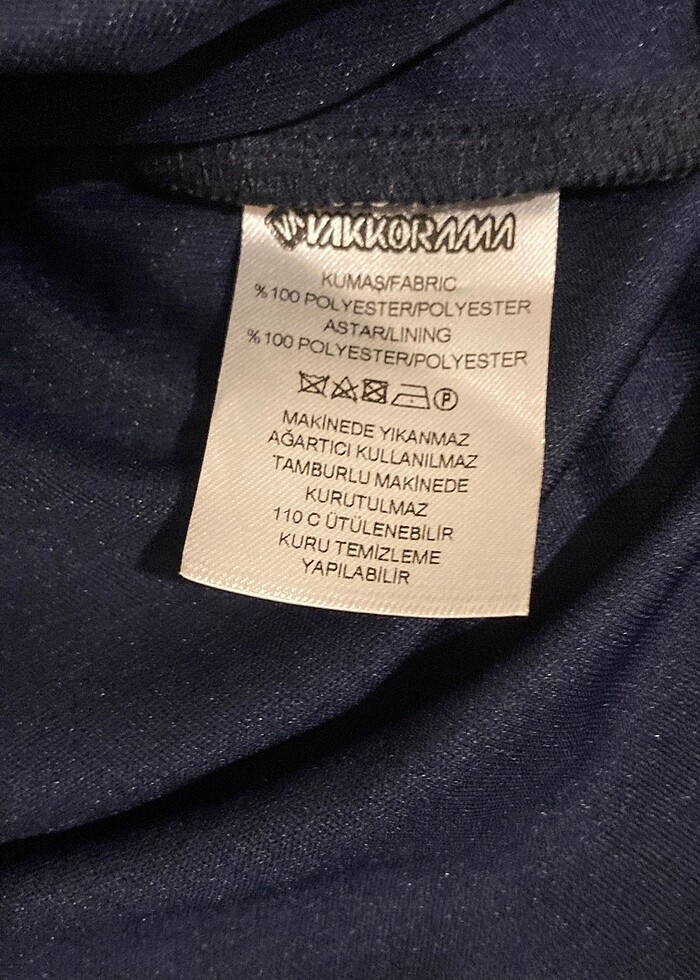 VAKKORAMA
KUMAŞ/FABRIC
%100 POLYESTER/POLYESTER
ASTAR/LINING
%100 POLYESTER/POLYESTER
P
MAKİNEDE YIKANMAZ
AĞARTICI KULLANILMAZ
TAMBURLU MAKİNEDE
KURUTULMAZ
110 C ÜTÜLENEBİLİR
KURU TEMİZLEME
YAPILABİLİR